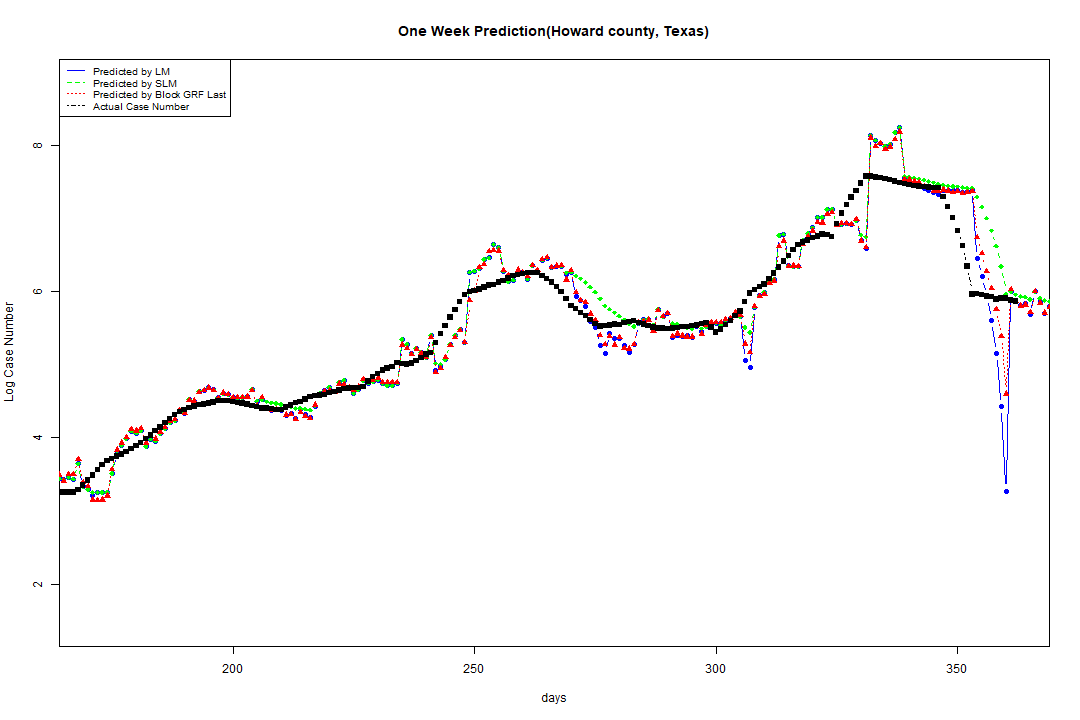 One Week Prediction(Howard county, Texas)
Predicted by LM
Predicted by SLM
Predicted by Block GRF Last
Actual Case Number
8
6
4
2
Log Case Number
200
250
300
350
days